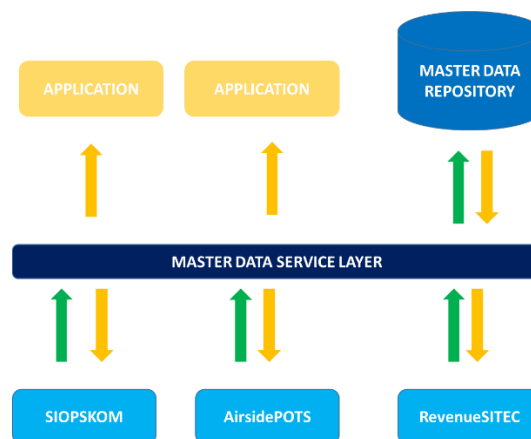 APPLICATION
APPLICATION
MASTER DATA
REPOSITORY
MASTER DATA SERVICE LAYER
SIOPSKOM
AirsidePOTS
RevenueSITEC